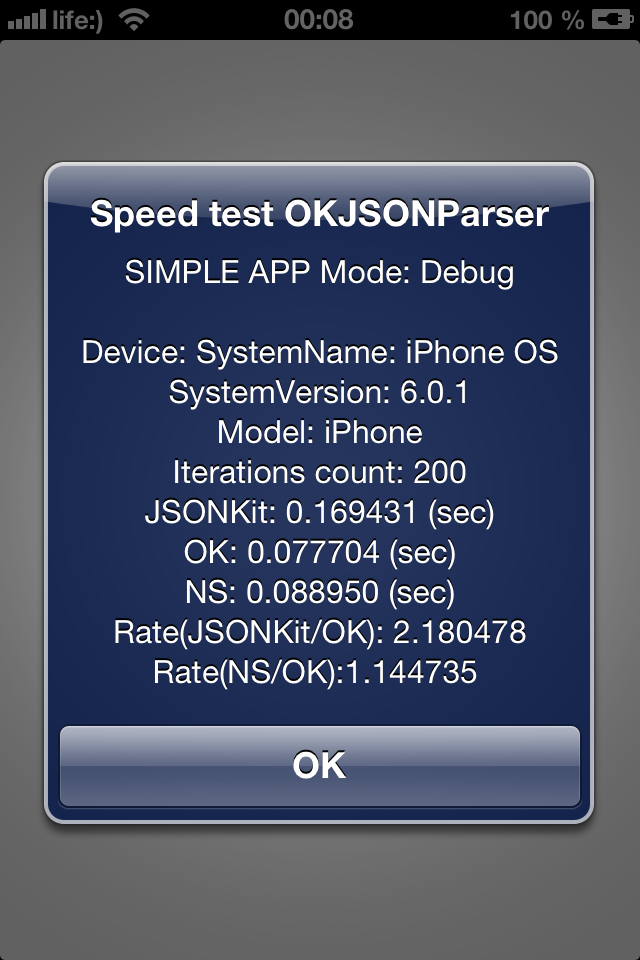 life:) 00:08 100 %
Speed test OKJSONParser
SIMPLE APP Mode: Debug
Device: SystemName: iPhone OS
SystemVersion: 6.0.1
Model: iPhone
Iterations count: 200
JSONKit: 0.169431 (sec)
OK: 0.077704 (sec)
NS: 0.088950 (sec)
Rate(JSONKit/OK): 2.180478
Rate(NS/OK):1.144735
OK